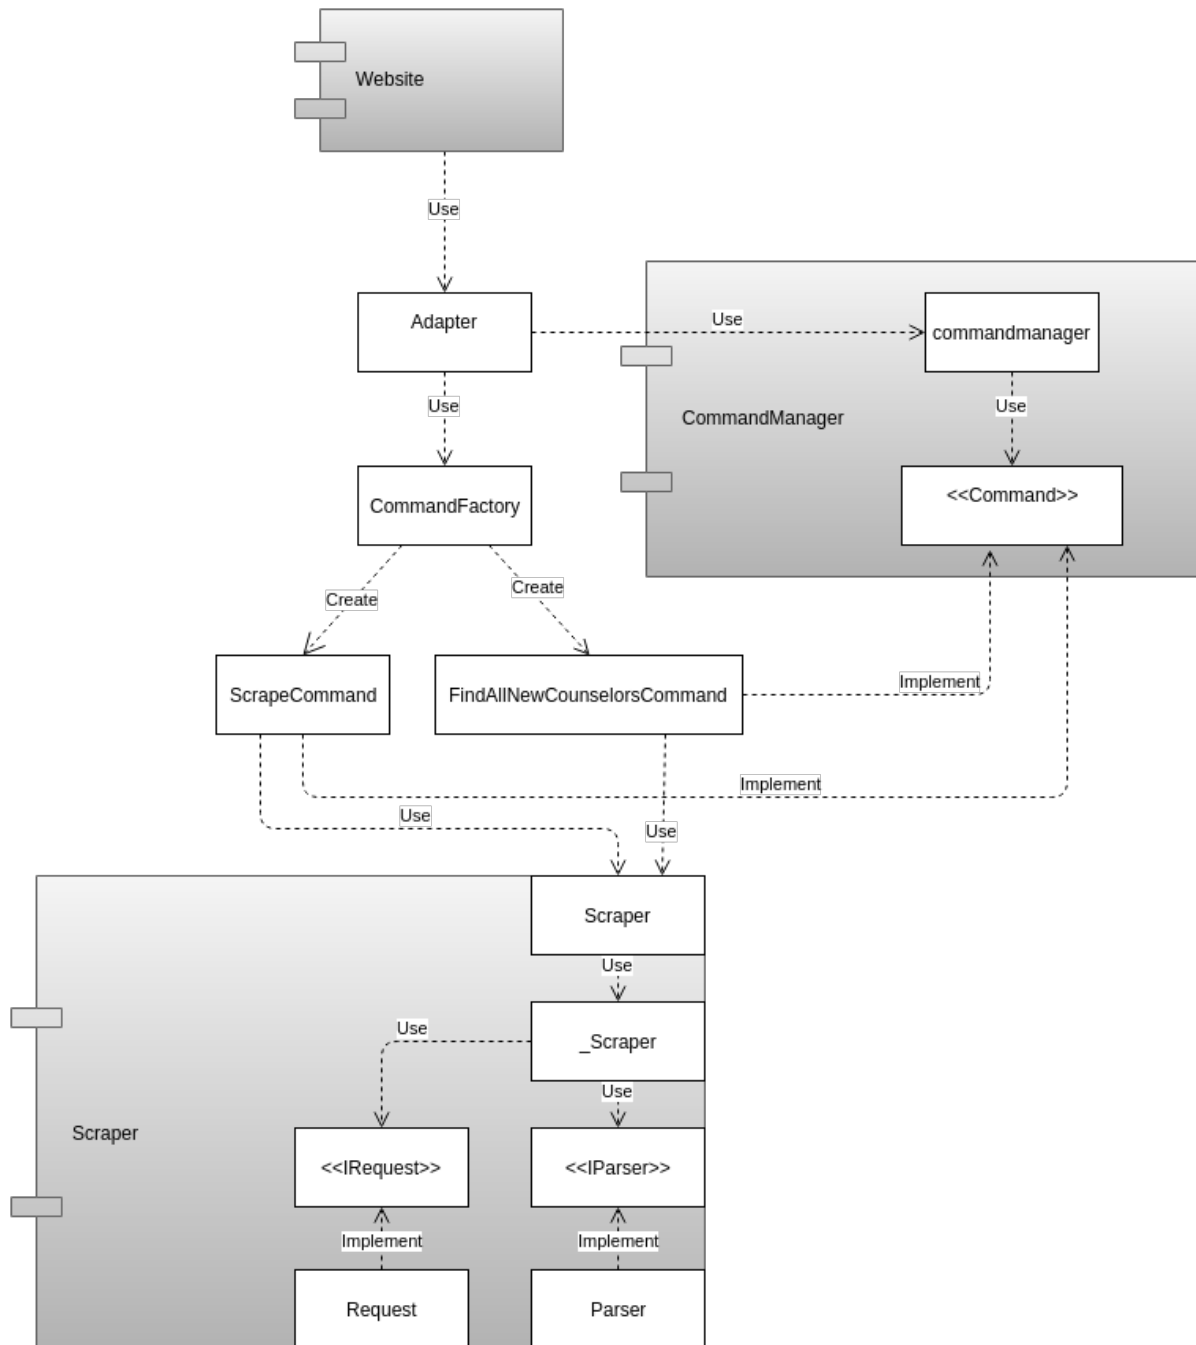 Website
Use
Adapter
Use
commandmanager
Use
Use
CommandManager
<<Command>>
CommandFactory
Create
Create
ScrapeCommand
FindAllNewCounselorsCommand
Implement
Implement
Use
Use
Scraper
Use
_Scraper
Use
Use
Scraper
<<IRequest>>
<<IParser>>
Implement
Implement
Request
Parser